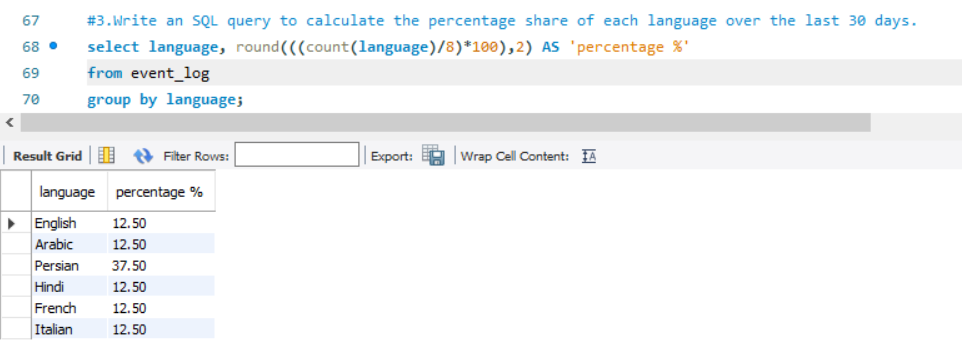 67 #3.Write an SQL query to calculate the percentage share of each language over the last 30 days.
68 select language, round(((count(language)/8)*100),2) AS 'percentage %'
69 from event_log
70 group by language;
Result Grid Filter Rows: Export: Wrap Cell Content: IA
language percentage %
English 12.50
Arabic 12.50
Persian 37.50
Hindi 12.50
French 12.50
Italian 12.50